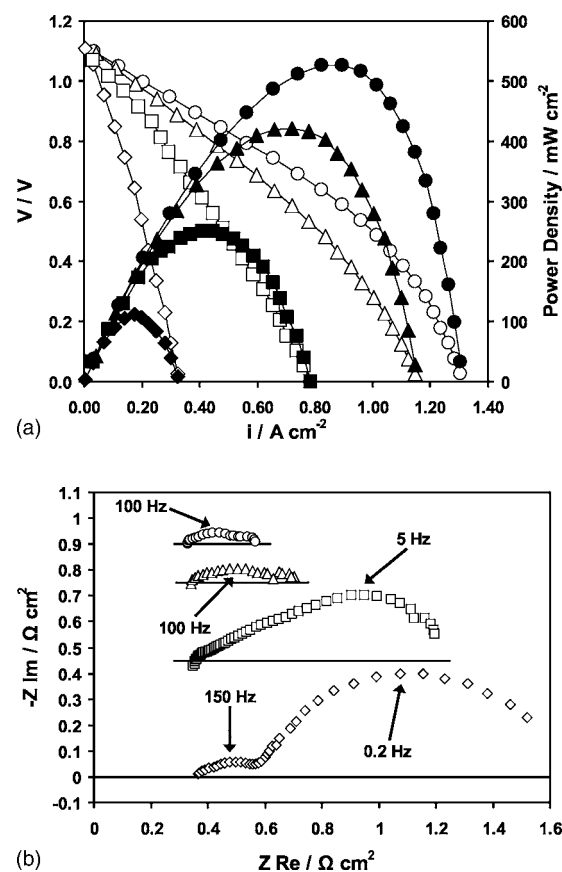 1.2
1.0
0.8
0.6
0.4
0.2
0.0
V / V
600
500
400
300
200
100
0
Power Density / mW cm-2
0.00 0.20 0.40 0.60 0.80 1.00 1.20 1.40
i / A cm-2
(a)
1.1
1
0.9
0.8
0.7
0.6
0.5
0.4
0.3
0.2
0.1
0
-0.1
-Z Im / Ω cm2
100 Hz
5 Hz
100 Hz
150 Hz
0.2 Hz
0 0.2 0.4 0.6 0.8 1 1.2 1.4 1.6
Z Re / Ω cm2
(b)